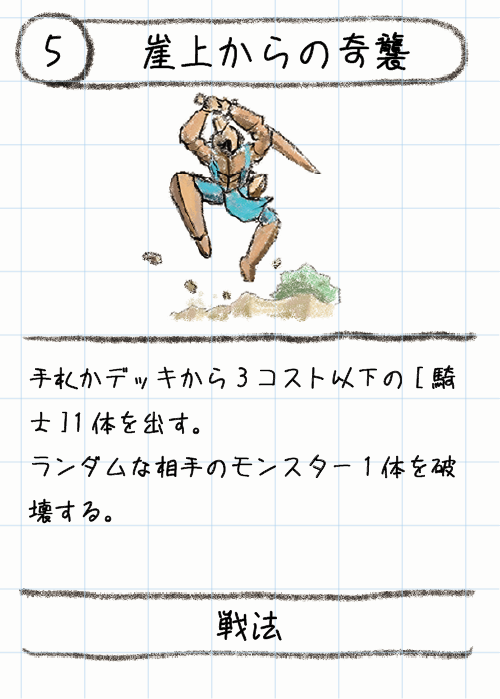 5
崖上からの奇襲
手札かデッキから3コスト以下の[騎
士]1体を出す。
ランダムな相手のモンスター1体を破
壊する。
戦法